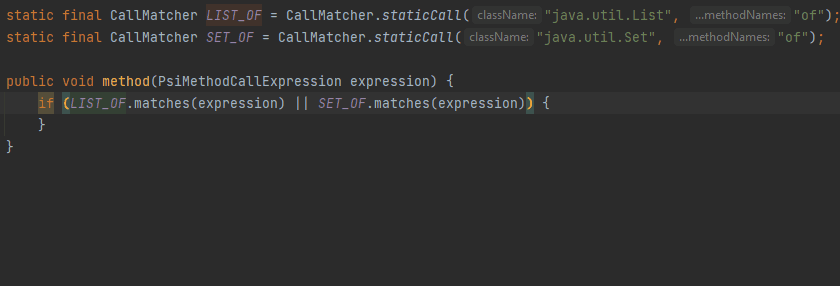 static final CallMatcher LIST_OF = CallMatcher.staticCall( className: "java.util.List", ...methodNames: "of");
static final CallMatcher SET_OF = CallMatcher.staticCall( className: "java.util.Set", ...methodNames: "of");
public void method(PsiMethodCallExpression expression) {
if (LIST_OF.matches(expression) || SET_OF.matches(expression)) {
}
}